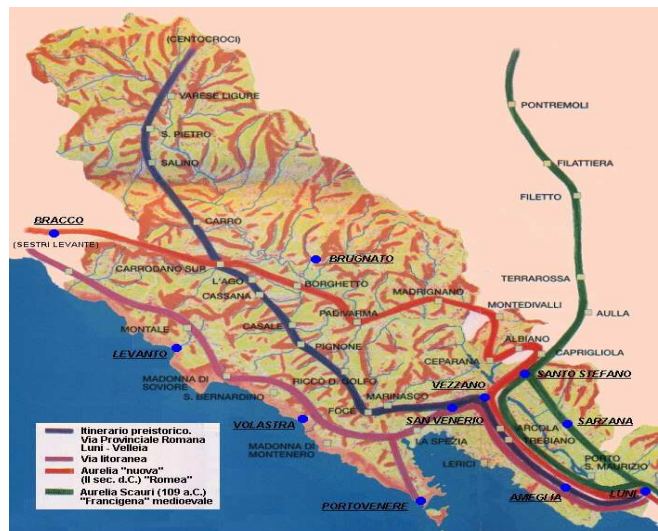 (CENTOCROCI)
VARESE LIGURE
S. PIETRO
SALINO
PONTREMOLI
FILATTIERA
FILETTO
BRACCO
(SESTRI LEVANTE)
CARRO
BRUGNATO
CARRODANO SUP.
L'AGO
CASSANA
BORGHETTO
TERRAROSSA
MADRIGNANO
MONTEDIVALLI
AULLA
PADIVARMA
MONTALE
CASALE
PIGNONE
ALBIANO
CAPRIGLIOLA
CEPARANA
LEVANTO
MADONNA DI
SOVIORE
S. BERNARDINO
RICCO D. GOLFO
SANTO STEFANO
VEZZANO
MARINASCO
FOCE
SAN VENERIO
VOLASTRA
SARZANA
ARCOLA
TREBIANO
LA SPEZIA
MADONNA DI
MONTENERO
LERICI
PORTO
S. MAURIZIO
AMEGLIA
LUNI
PORTOVENERE
Itinerario preistorico.
Via Provinciale Romana
Luni - Velleia
Via litoranea
Aurelia "nuova"
(II sec. d.C.) "Romea"
Aurelia Scauri (109 a.C.)
"Francigena" medioevale